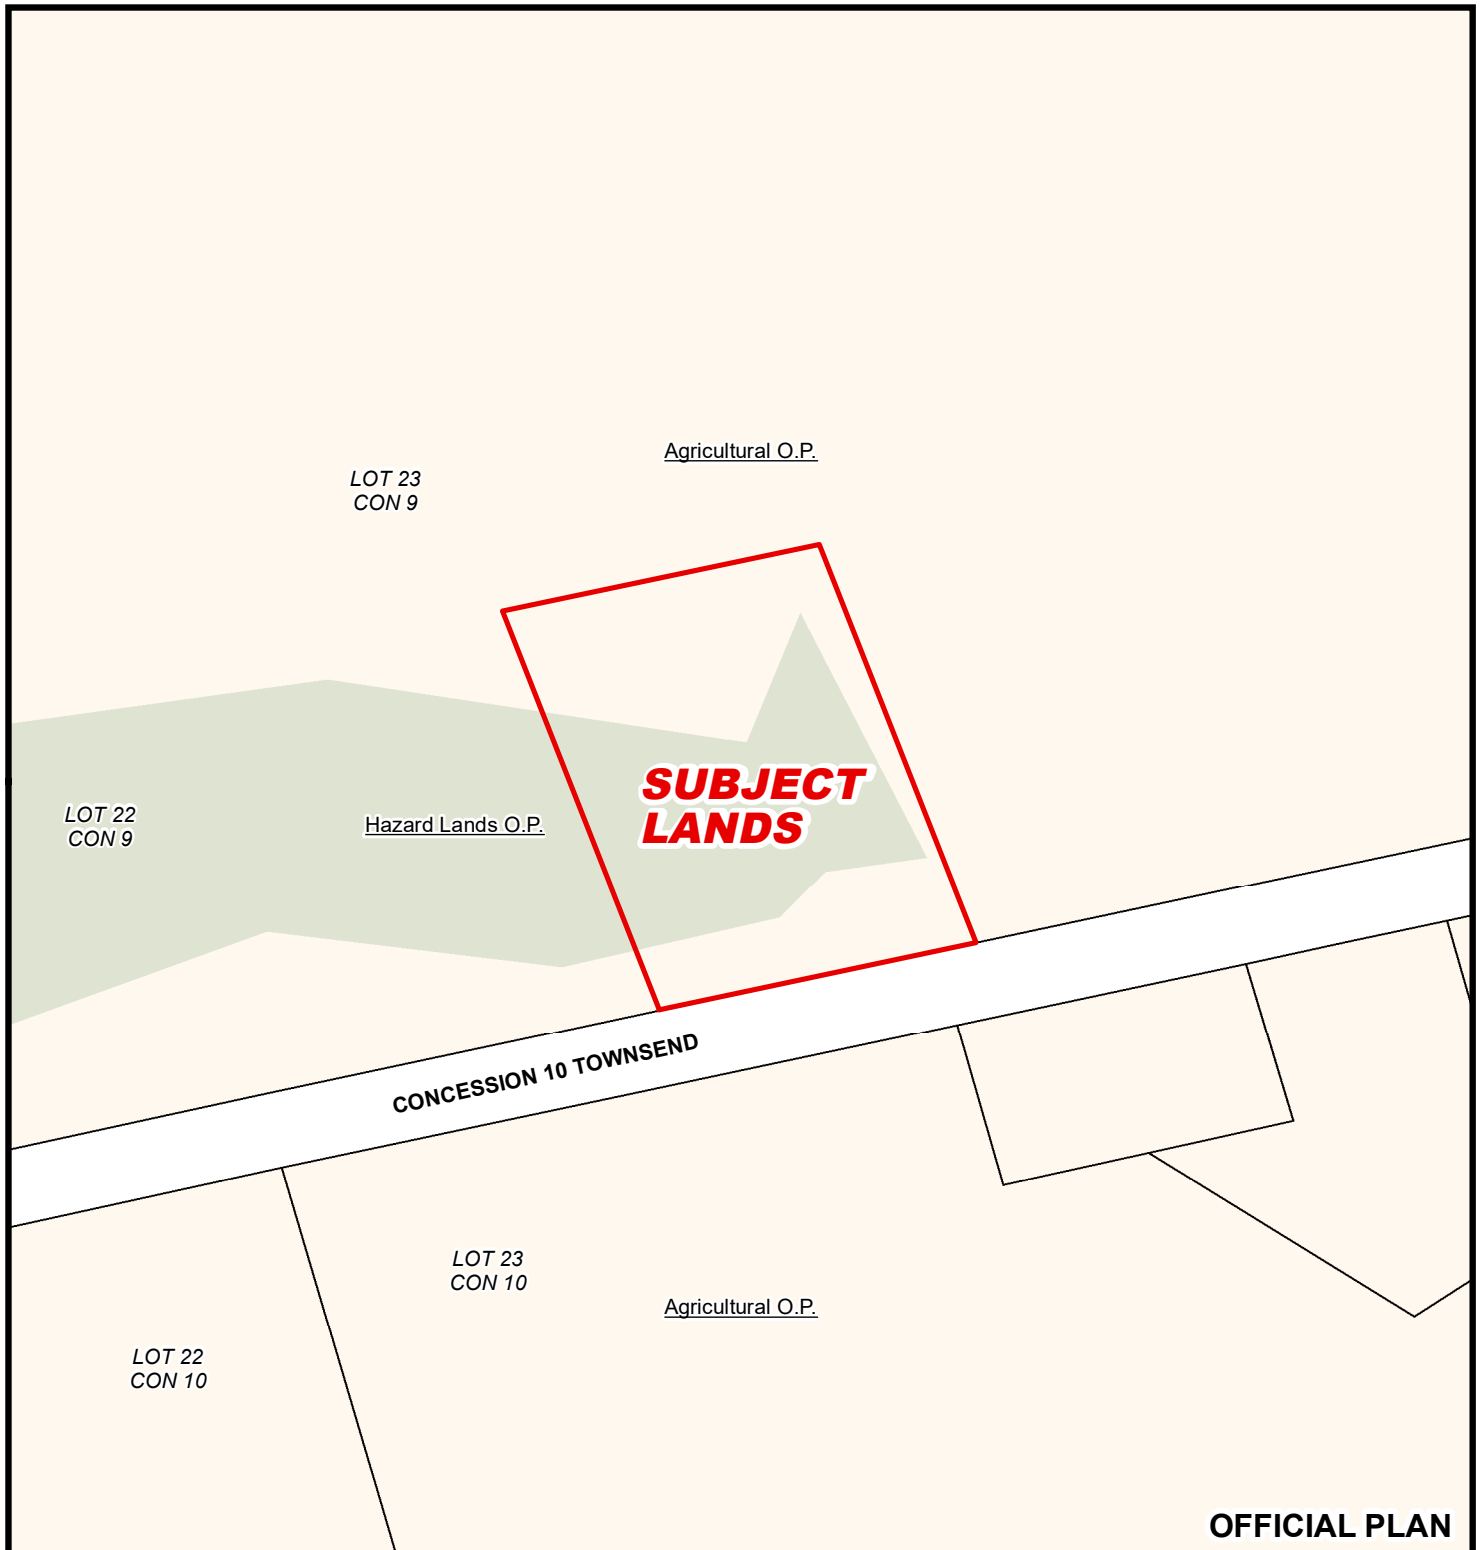 Agricultural O.P.
LOT 23
CON 9
SUBJECT
LANDS
LOT 22
CON 9
Hazard Lands O.P.
CONCESSION 10 TOWNSEND
LOT 23
CON 10
Agricultural O.P.
LOT 22
CON 10
OFFICIAL PLAN